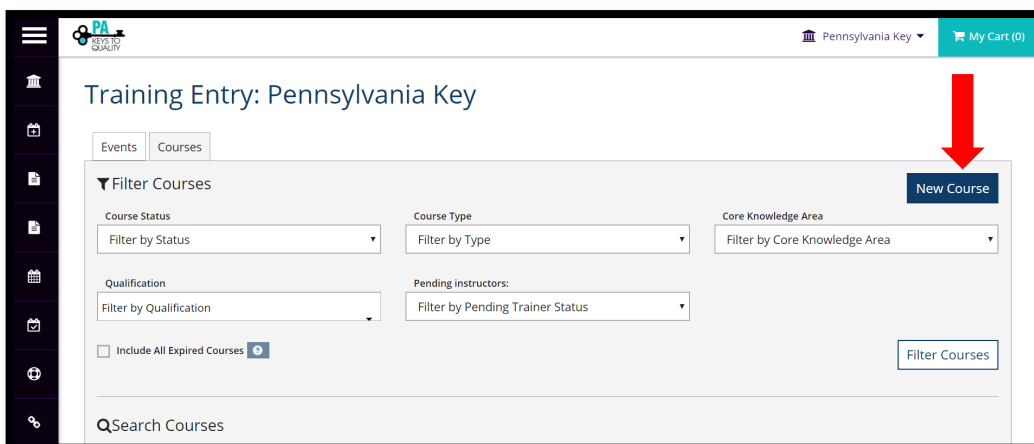 PA
KEYS TO
QUALITY
Pennsylvania Key
My Cart (0)
Training Entry: Pennsylvania Key
Events
Courses
Filter Courses
New Course
Course Status
Course Type
Core Knowledge Area
Filter by Status
Filter by Type
Filter by Core Knowledge Area
Qualification
Pending instructors:
Filter by Qualification
Filter by Pending Trainer Status
Include All Expired Courses ?
Filter Courses
Search Courses